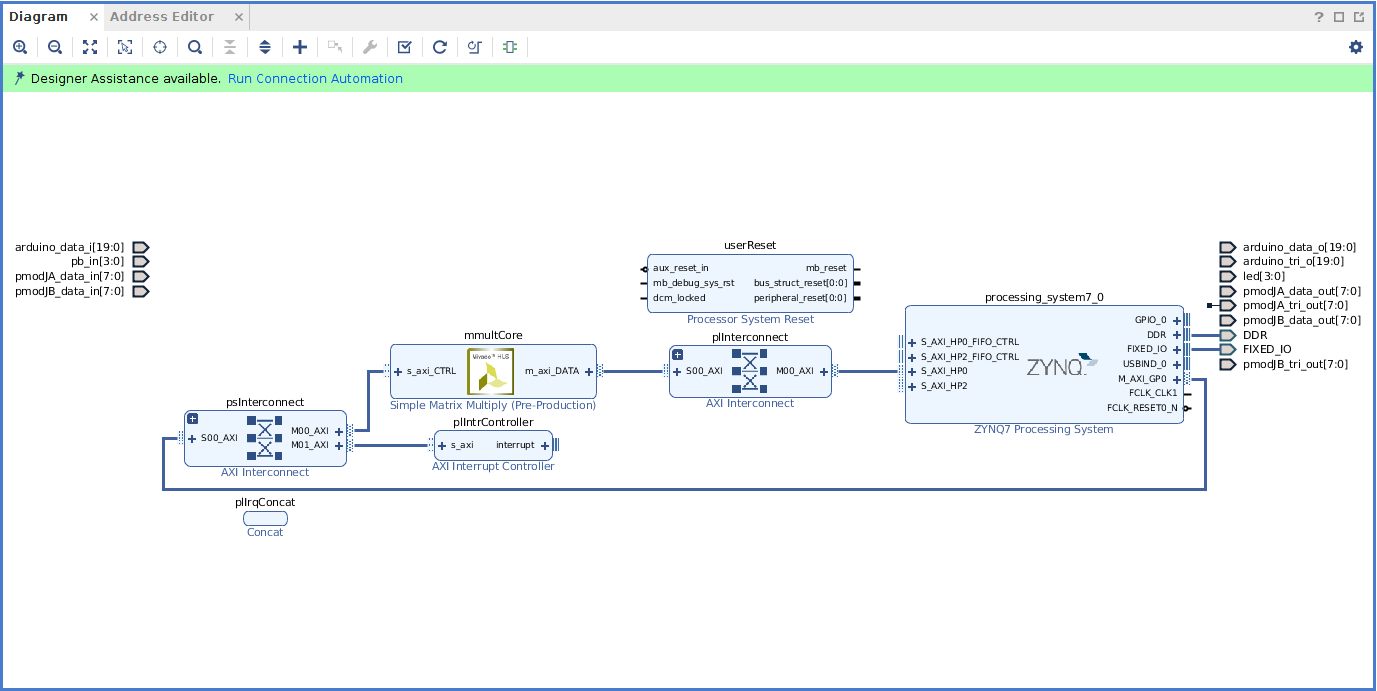 Diagram
Address Editor
Designer Assistance available. Run Connection Automation
arduino_data_i[19:0]
pb_in[3:0]
pmodJA_data_in[7:0]
pmodJB_data_in[7:0]
psInterconnect
S00_AXI
M00_AXI
M01_AXI
AXI Interconnect
plIrqConcat
Concat
mmultCore
s_axi_CTRL
Vivado™ HLS
m_axi_DATA
Simple Matrix Multiply (Pre-Production)
plIntrController
s_axi
interrupt
AXI Interrupt Controller
userReset
aux_reset_in
mb_debug_sys_rst
dcm_locked
mb_reset
bus_struct_reset[0:0]
peripheral_reset[0:0]
Processor System Reset
plInterconnect
S00_AXI
M00_AXI
AXI Interconnect
processing_system7_0
S_AXI_HP0_FIFO_CTRL
S_AXI_HP2_FIFO_CTRL
S_AXI_HP0
S_AXI_HP2
ZYNQ.
GPIO_0
DDR
FIXED_IO
USBIND_0
M_AXI_GP0
FCLK_CLK1
FCLK_RESET0_N
ZYNQ7 Processing System
arduino_data_o[19:0]
arduino_tri_o[19:0]
led[3:0]
pmodJA_data_out[7:0]
pmodJA_tri_out[7:0]
pmodJB_data_out[7:0]
DDR
FIXED_IO
pmodJB_tri_out[7:0]